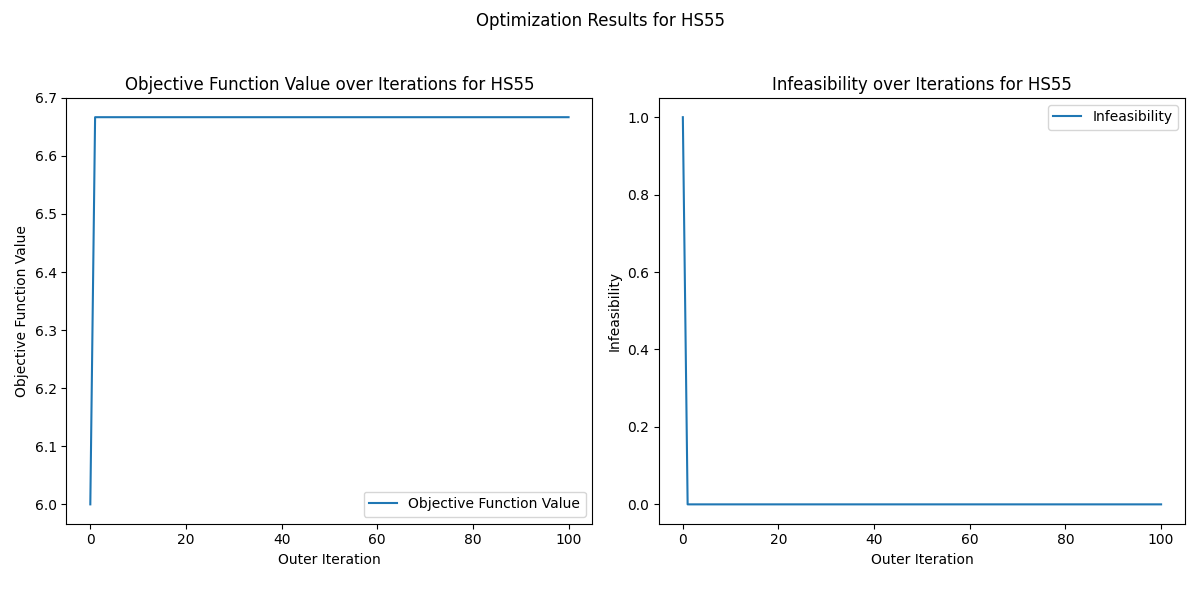 Optimization Results for HS55
Objective Function Value over Iterations for HS55
6.7
6.6
6.5
6.4
6.3
6.2
6.1
6.0
Objective Function Value
Objective Function Value
0 20 40 60 80 100
Outer Iteration
Infeasibility over Iterations for HS55
Infeasibility
1.0
0.8
0.6
0.4
0.2
0.0
Infeasibility
0 20 40 60 80 100
Outer Iteration